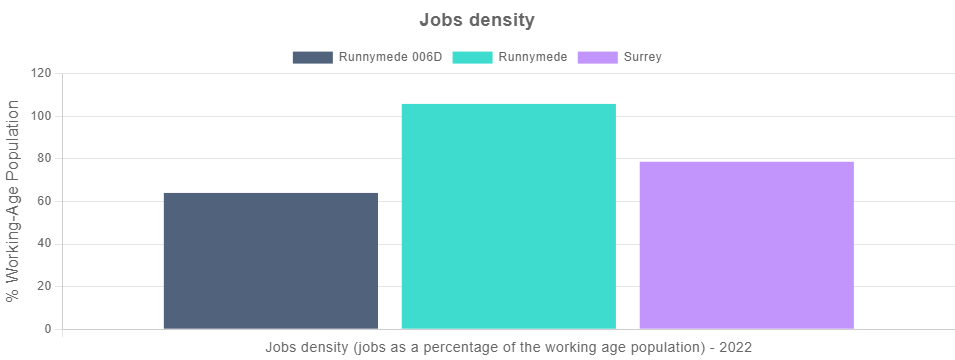 Jobs density
Runnymede 006D Runnymede Surrey
% Working-Age Population
120
100
80
60
40
20
0
Jobs density (jobs as a percentage of the working age population) - 2022